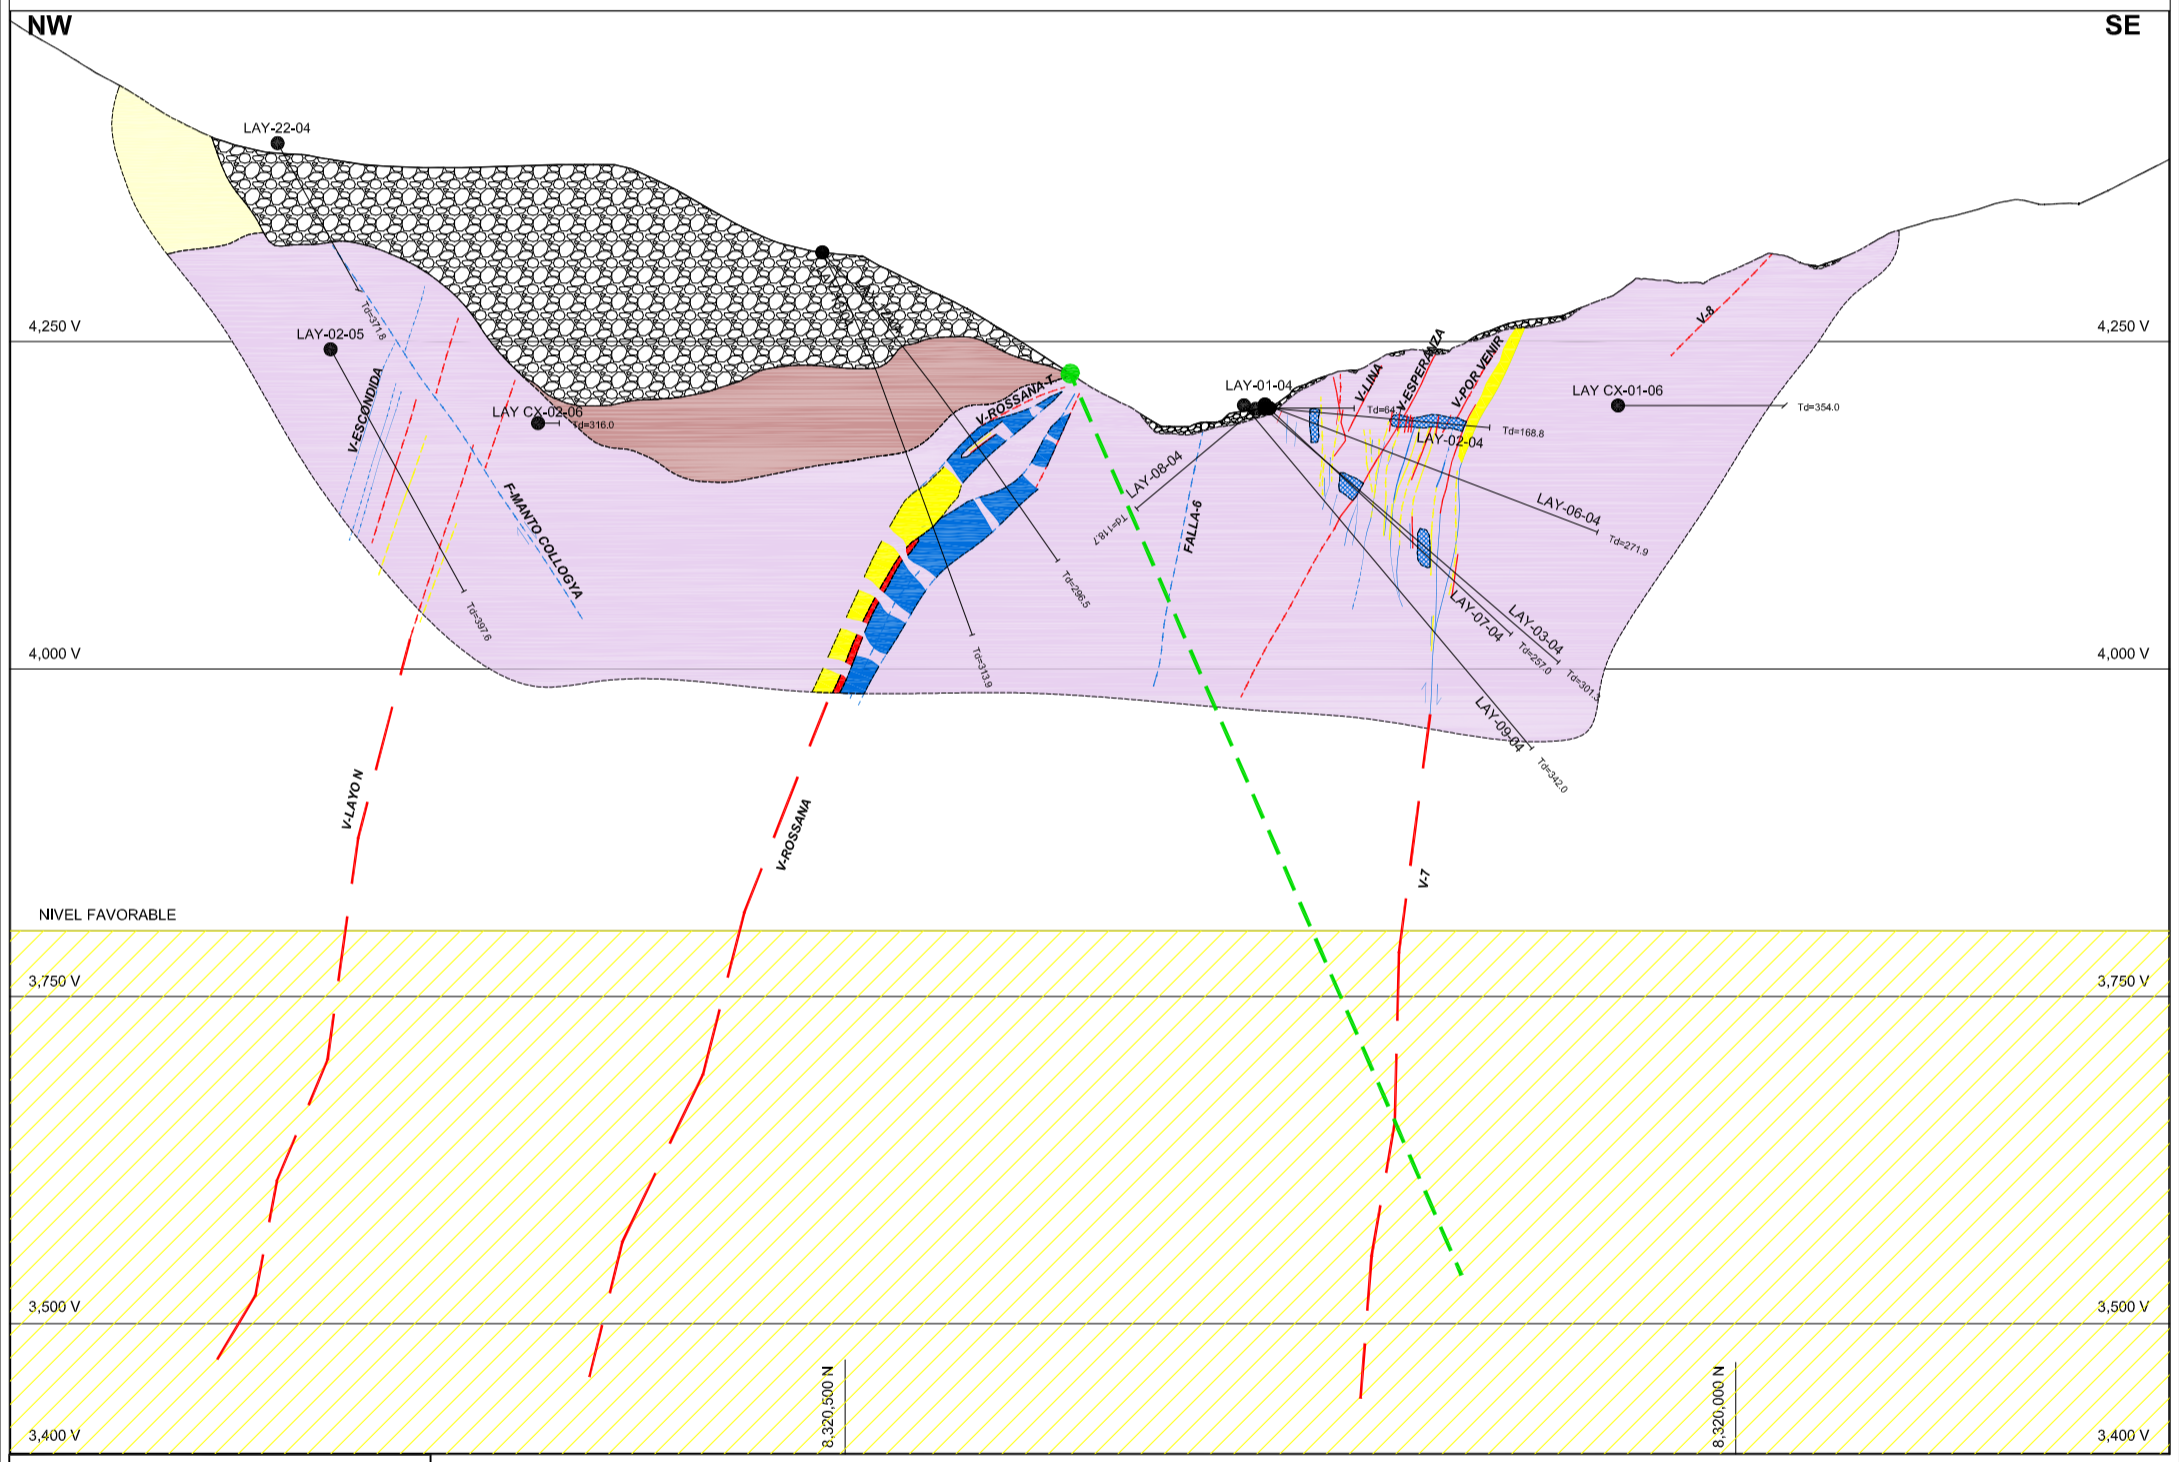 NW
SE
LAY-22-04
Td=371.8
4,250 V
4,250 V
LAY-02-05
V-ESCONDIDA
LAY CX-02-06
Td=316.0
F-MANTO COLLOGYA
Td=397.6
V-ROSSANA-T
Td=296.5
Td=313.9
LAY-01-04
LAY-08-04
Td=118.7
FALLA-6
V-LINA
V-ESPERANZA
V-POR VENIR
V-8
LAY CX-01-06
Td=354.0
Td=168.8
LAY-02-04
LAY-06-04
Td=271.9
LAY-03-04
LAY-07-04
Td=257.0
LAY-09-04
Td=342.0
4,000 V
4,000 V
V-LAYO N
V-ROSSANA
V-7
NIVEL FAVORABLE
3,750 V
3,750 V
3,500 V
3,500 V
8,320,500 N
8,320,000 N
3,400 V
3,400 V